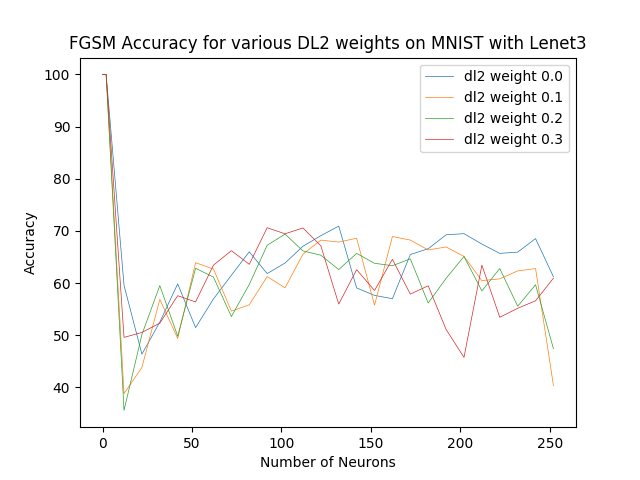 FGSM Accuracy for various DL2 weights on MNIST with Lenet3
dl2 weight 0.0
dl2 weight 0.1
dl2 weight 0.2
dl2 weight 0.3
100
90
80
70
60
50
40
Accuracy
0
50
100
150
200
250
Number of Neurons